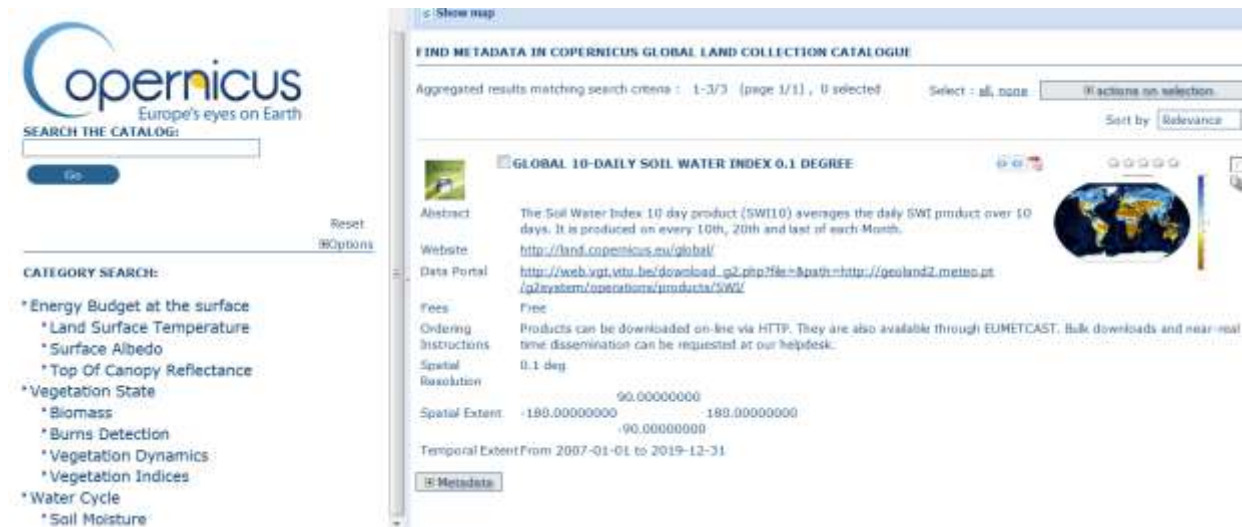 opernicus
Europe's eyes on Earth
SEARCH THE CATALOG:
Go
Reset
Options
CATEGORY SEARCH:
Energy Budget at the surface
Land Surface Temperature
Surface Albedo
Top Of Canopy Reflectance
Vegetation State
Biomass
Burns Detection
Vegetation Dynamics
Vegetation Indices
Water Cycle
Soil Moisture
Show map
FIND METADATA IN COPERNICUS GLOBAL LAND COLLECTION CATALOGUE
Aggregated results matching search criteria : 1-3/3 (page 1/1) , 0 selected
Select : all, none
actions on selection
Sort by Relevance
GLOBAL 10-DAILY SOIL WATER INDEX 0.1 DEGREE
Abstract The Soil Water Index 10 day product (SWI10) averages the daily SWI product over 10
days. It is produced on every 10th, 20th and last of each Month.
Website http://land.copernicus.eu/global/
Data Portal http://web.vgt.vito.be/download_g2.php?file=&path=http://geoland2.meteo.pt
/g2system/operations/products/SWI/
Fees Free
Ordering Products can be downloaded on-line via HTTP. They are also available through EUMETCAST. Bulk downloads and near-real
Instructions time dissemination can be requested at our helpdesk.
Spatial 0.1 deg
Resolution
90.00000000
Spatial Extent -180.00000000 180.00000000
-90.00000000
Temporal Extent From 2007-01-01 to 2019-12-31
Metadata